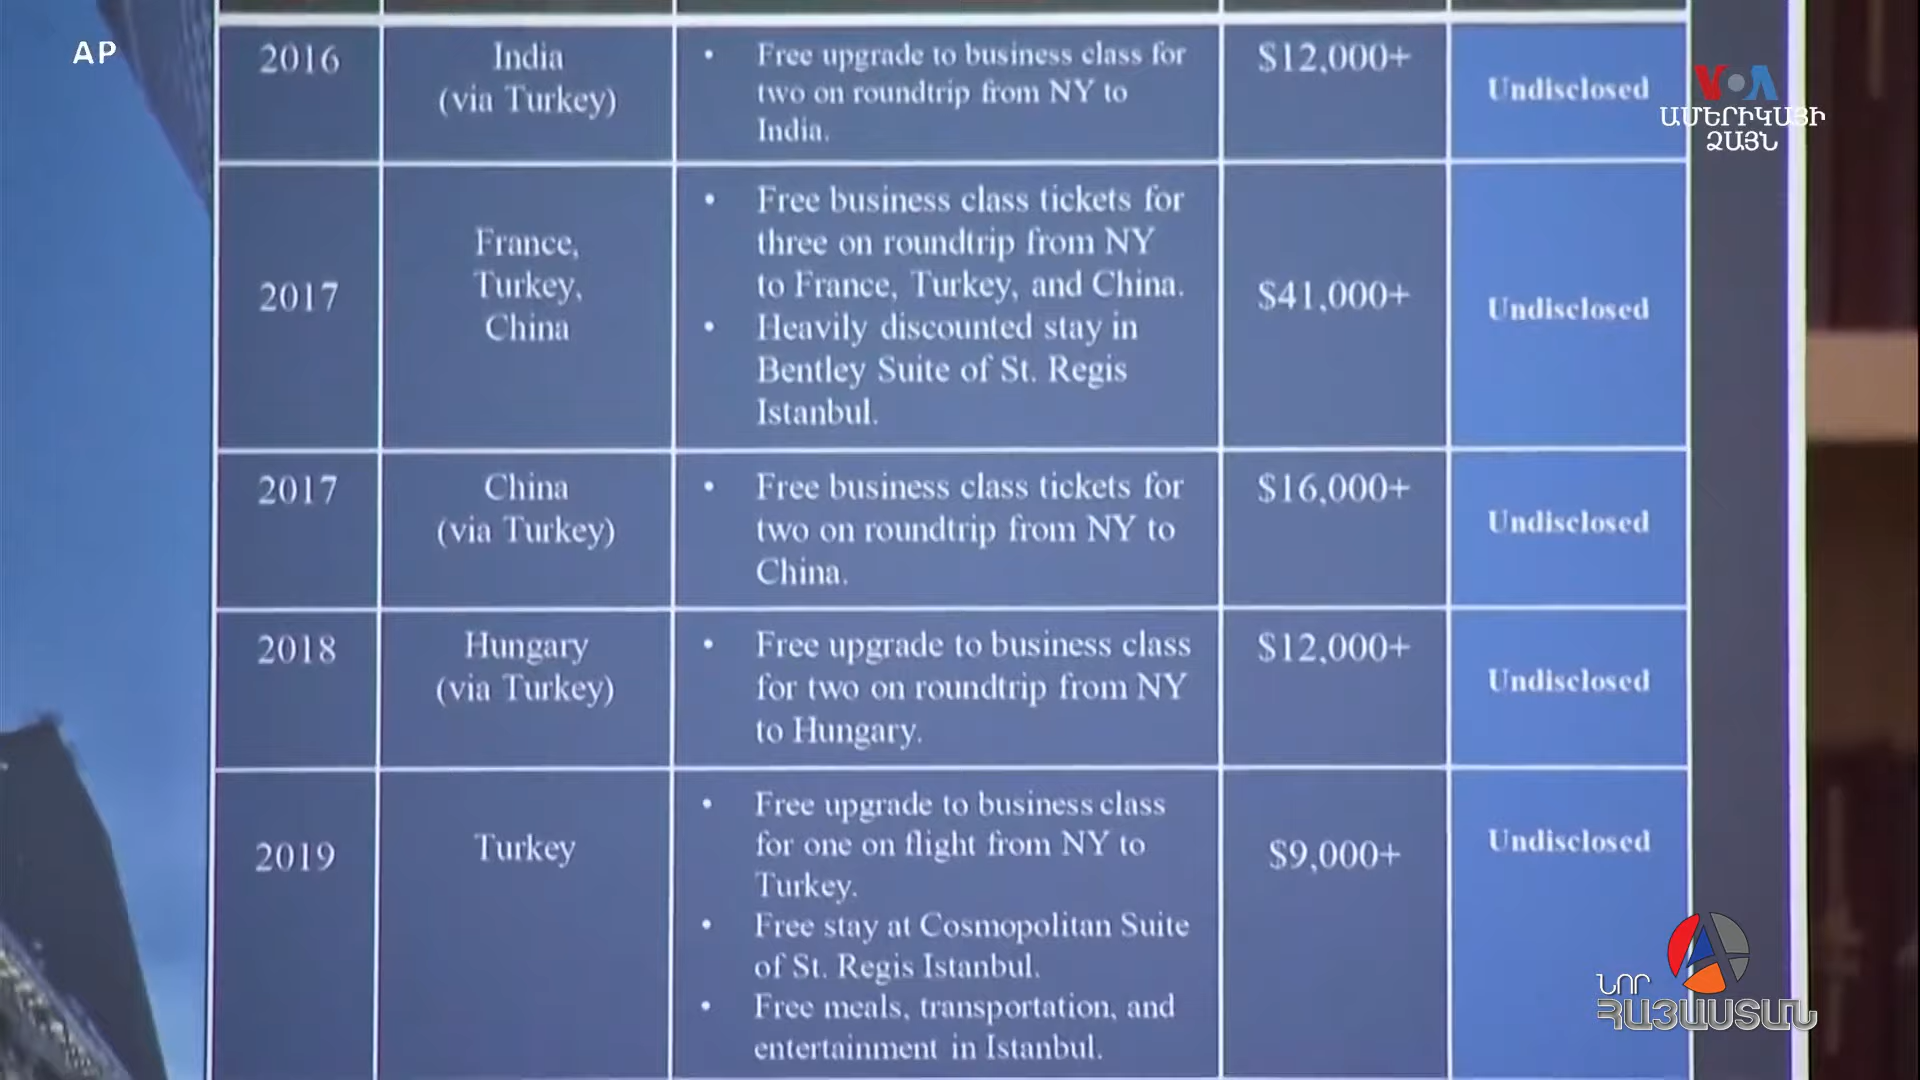 AP
VOA
ԱՄԵՐԻԿԱՅԻ
ՁԱՅՆ
2016
India
(via Turkey)
• Free upgrade to business class for
two on roundtrip from NY to
India.
$12,000+
Undisclosed
2017
France,
Turkey,
China
• Free business class tickets for
three on roundtrip from NY
to France, Turkey, and China.
• Heavily discounted stay in
Bentley Suite of St. Regis
Istanbul.
$41,000+
Undisclosed
2017
China
(via Turkey)
• Free business class tickets for
two on roundtrip from NY to
China.
$16,000+
Undisclosed
2018
Hungary
(via Turkey)
• Free upgrade to business class
for two on roundtrip from NY
to Hungary.
$12,000+
Undisclosed
2019
Turkey
• Free upgrade to business class
for one on flight from NY to
Turkey.
• Free stay at Cosmopolitan Suite
of St. Regis Istanbul.
• Free meals, transportation, and
entertainment in Istanbul.
$9,000+
Undisclosed
ՆՈՐ
ՀԱՅԱՍՏԱՆ